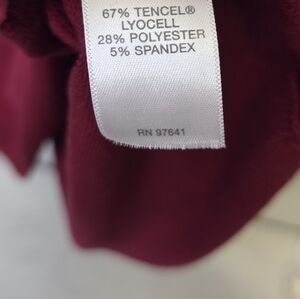 67% TENCEL®
LYOCELL
28% POLYESTER
5% SPANDEX
RN 97641